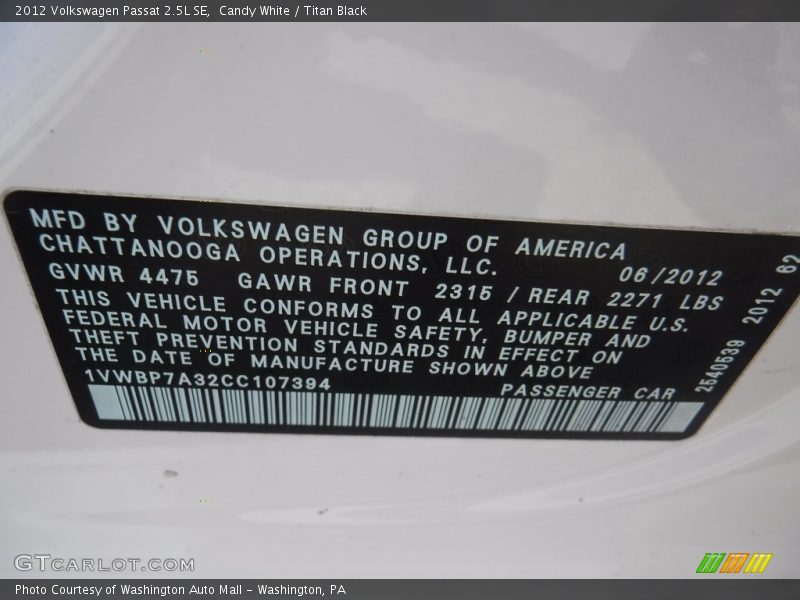 2012 Volkswagen Passat 2.5L SE,  Candy White / Titan Black
MFD BY VOLKSWAGEN GROUP OF AMERICA
CHATTANOOGA OPERATIONS, LLC.
06/2012
GVWR 4475 GAWR FRONT 2315 / REAR 2271 LBS
THIS VEHICLE CONFORMS TO ALL APPLICABLE U.S.
FEDERAL MOTOR VEHICLE SAFETY, BUMPER AND
THEFT PREVENTION STANDARDS IN EFFECT ON
THE DATE OF MANUFACTURE SHOWN ABOVE
1VWBP7A32CC107394
PASSENGER CAR
2540539 2012 62
GTCARLOT.COM
Photo Courtesy of Washington Auto Mall – Washington, PA